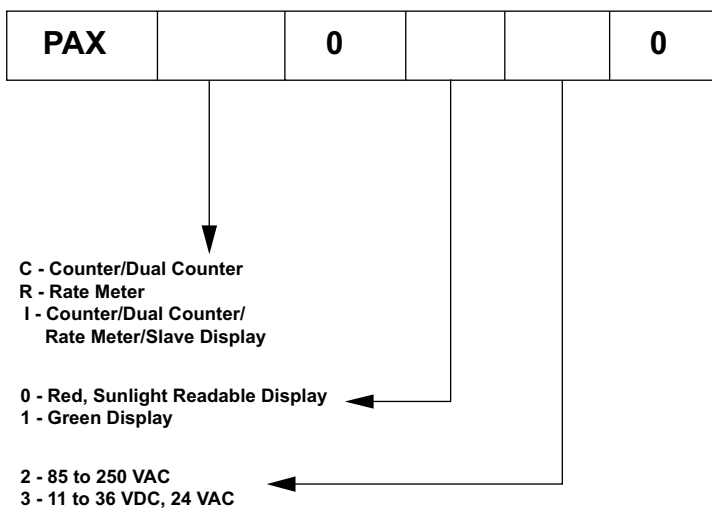 PAX 0 0
C - Counter/Dual Counter
R - Rate Meter
I - Counter/Dual Counter/
Rate Meter/Slave Display
0 - Red, Sunlight Readable Display
1 - Green Display
2 - 85 to 250 VAC
3 - 11 to 36 VDC, 24 VAC